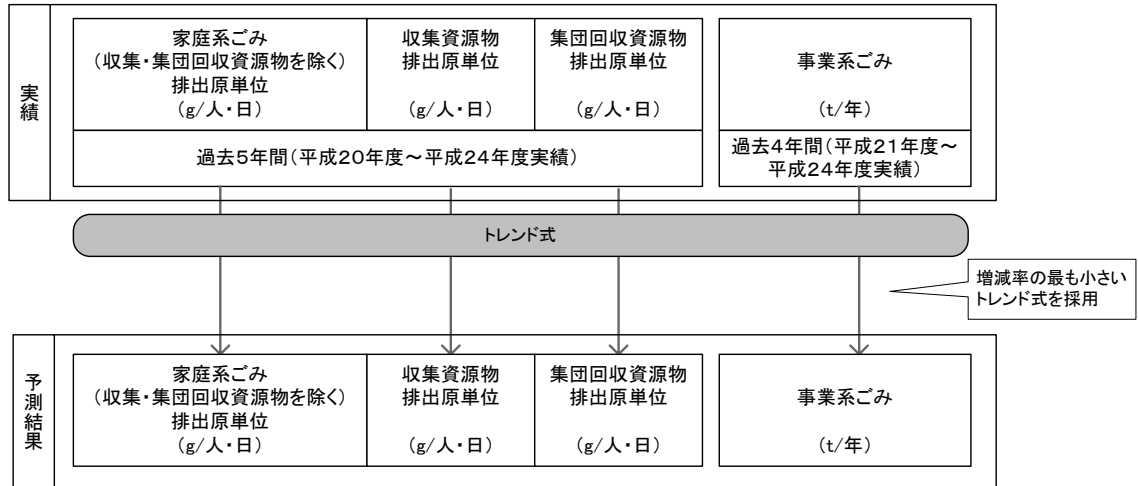 実績
家庭系ごみ
(収集・集団回収資源物を除く)
排出原単位
(g/人・日)
収集資源物
排出原単位
(g/人・日)
集団回収資源物
排出原単位
(g/人・日)
事業系ごみ
(t/年)
過去5年間(平成20年度～平成24年度実績)
過去4年間(平成21年度～
平成24年度実績)
トレンド式
増減率の最も小さい
トレンド式を採用
予測結果
家庭系ごみ
(収集・集団回収資源物を除く)
排出原単位
(g/人・日)
収集資源物
排出原単位
(g/人・日)
集団回収資源物
排出原単位
(g/人・日)
事業系ごみ
(t/年)